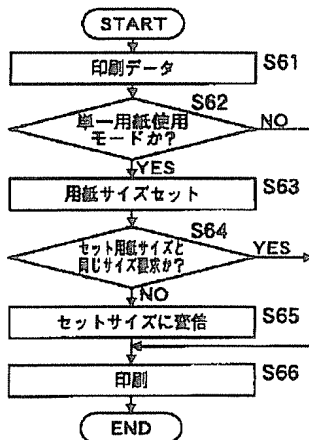 START
印刷データ
S61
S62
単一用紙使用
モードか?
NO
YES
用紙サイズセット
S63
S64
セット用紙サイズと
同じサイズ要求か?
YES
NO
セットサイズに変倍
S65
印刷
S66
END